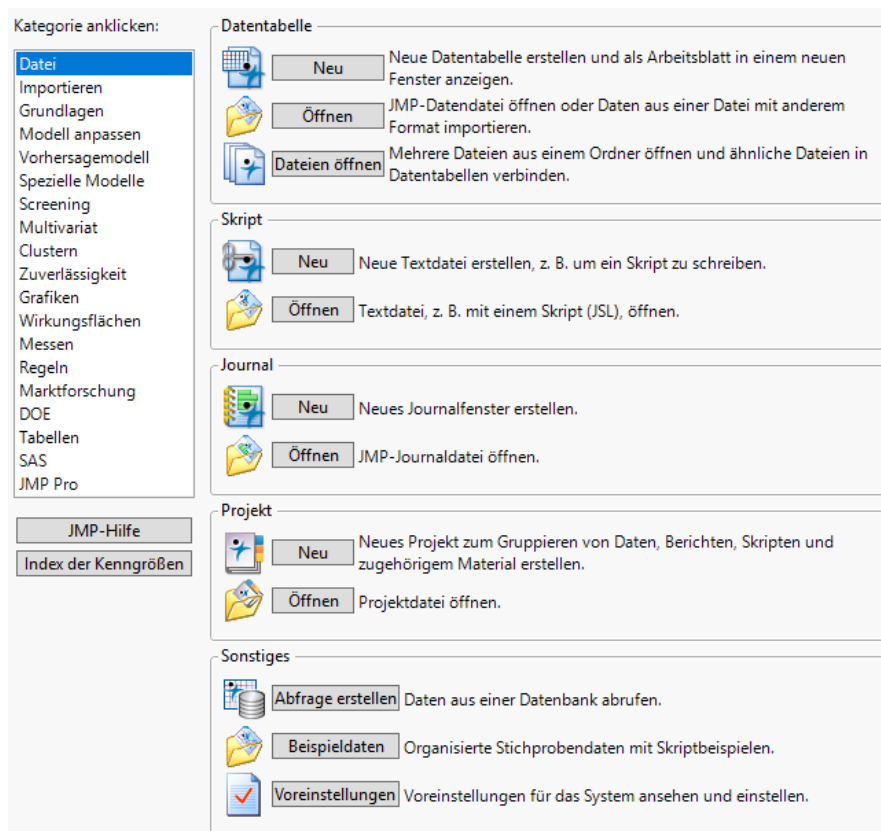 Kategorie anklicken:
Datei
Importieren
Grundlagen
Modell anpassen
Vorhersagemodell
Spezielle Modelle
Screening
Multivariat
Clustern
Zuverlässigkeit
Grafiken
Wirkungsflächen
Messen
Regeln
Marktforschung
DOE
Tabellen
SAS
JMP Pro
JMP-Hilfe
Index der Kenngrößen
Datentabelle
Neu
Neue Datentabelle erstellen und als Arbeitsblatt in einem neuen
Fenster anzeigen.
Öffnen
JMP-Datendatei öffnen oder Daten aus einer Datei mit anderem
Format importieren.
Dateien öffnen
Mehrere Dateien aus einem Ordner öffnen und ähnliche Dateien in
Datentabellen verbinden.
Skript
Neu
Neue Textdatei erstellen, z. B. um ein Skript zu schreiben.
Öffnen
Textdatei, z. B. mit einem Skript (JSL), öffnen.
Journal
Neu
Neues Journalfenster erstellen.
Öffnen
JMP-Journaldatei öffnen.
Projekt
Neu
Neues Projekt zum Gruppieren von Daten, Berichten, Skripten und
zugehörigem Material erstellen.
Öffnen
Projektdatei öffnen.
Sonstiges
Abfrage erstellen
Daten aus einer Datenbank abrufen.
Beispieldaten
Organisierte Stichprobendaten mit Skriptbeispielen.
Voreinstellungen
Voreinstellungen für das System ansehen und einstellen.